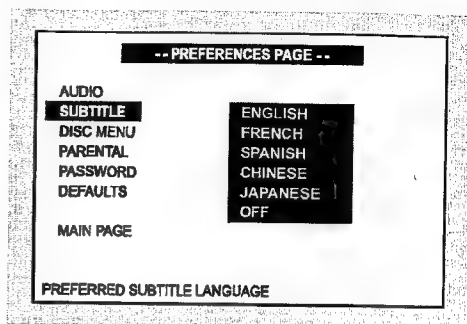 -- PREFERENCES PAGE --
AUDIO
SUBTITLE
DISC MENU
PARENTAL
PASSWORD
DEFAULTS
MAIN PAGE
ENGLISH
FRENCH
SPANISH
CHINESE
JAPANESE
OFF
PREFERRED SUBTITLE LANGUAGE